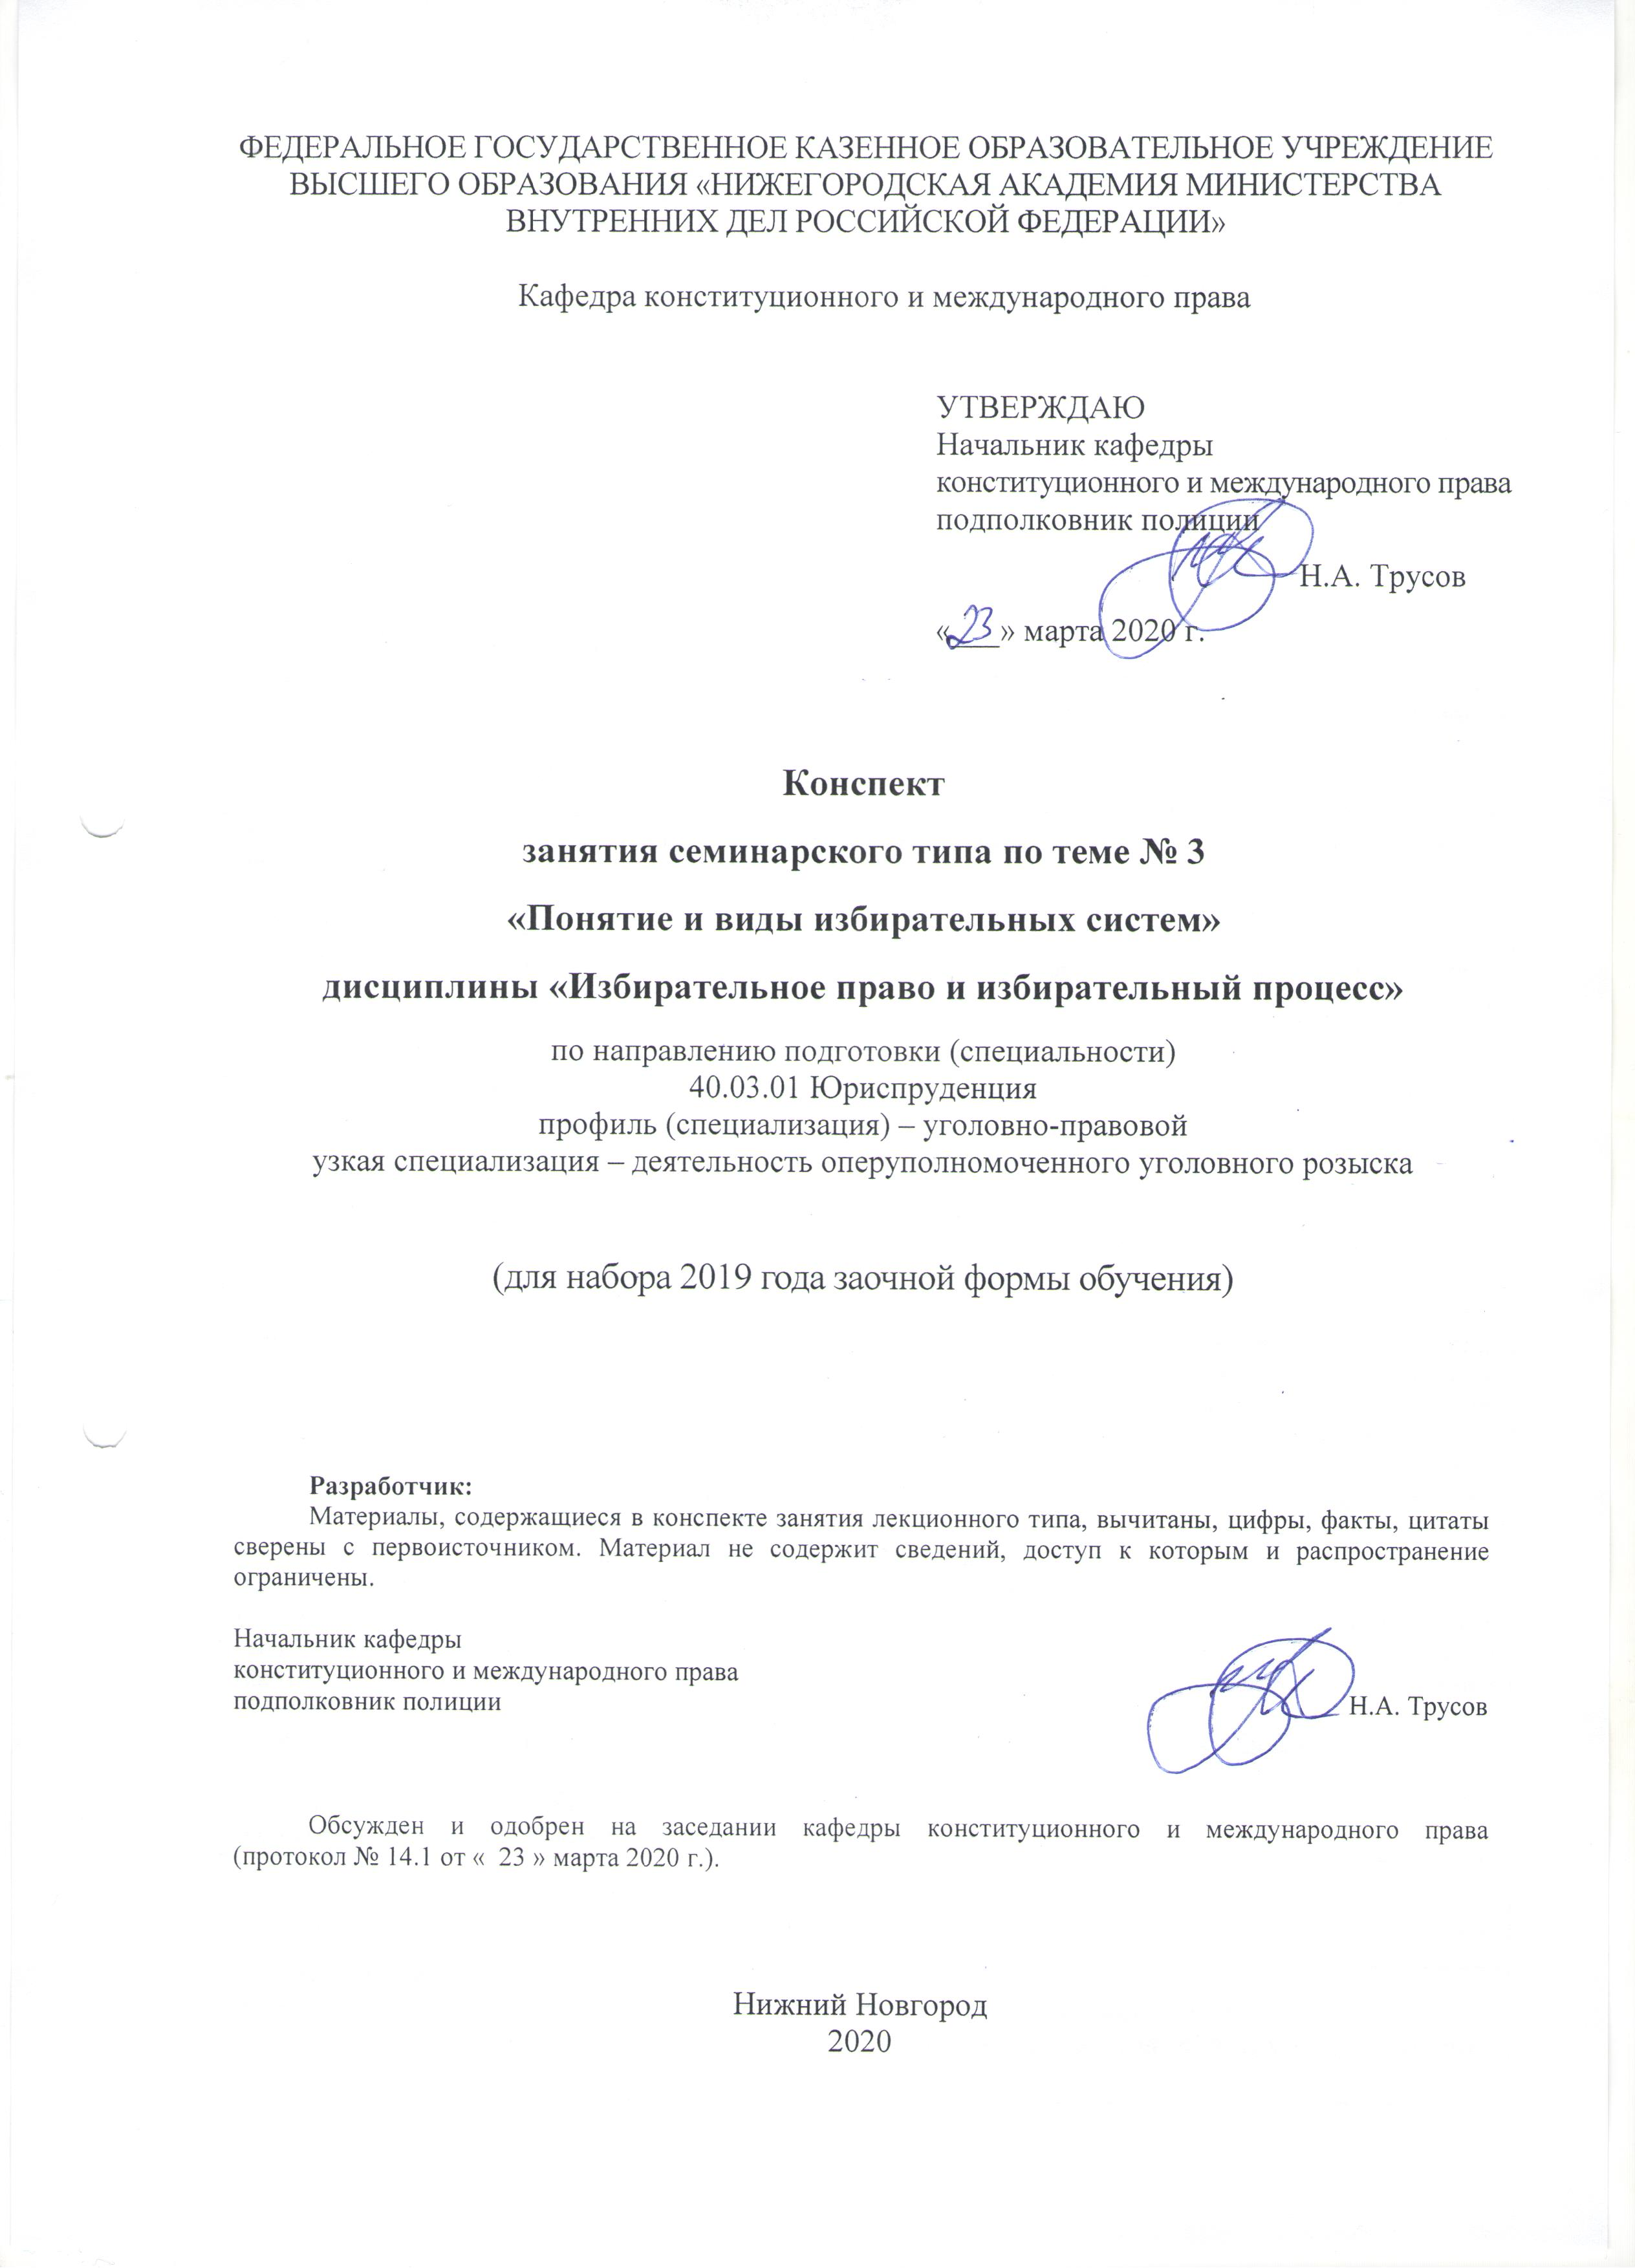 ФЕДЕРАЛЬНОЕ ГОСУДАРСТВЕННОЕ КАЗЕННОЕ ОБРАЗОВАТЕЛЬНОЕ УЧРЕЖДЕНИЕ
ВЫСШЕГО ОБРАЗОВАНИЯ «НИЖЕГОРОДСКАЯ АКАДЕМИЯ МИНИСТЕРСТВА
ВНУТРЕННИХ ДЕЛ РОССИЙСКОЙ ФЕДЕРАЦИИ»
Кафедра конституционного и международного права
УТВЕРЖДАЮ
Начальник кафедры
конституционного и международного права
подполковник полиции
Н.А. Трусов
«23» марта 2020 г.
Конспект
занятия семинарского типа по теме № 3
«Понятие и виды избирательных систем»
дисциплины «Избирательное право и избирательный процесс»
по направлению подготовки (специальности)
40.03.01 Юриспруденция
профиль (специализация) – уголовно-правовой
узкая специализация – деятельность оперуполномоченного уголовного розыска
(для набора 2019 года заочной формы обучения)
Разработчик:
Материалы, содержащиеся в конспекте занятия лекционного типа, вычитаны, цифры, факты, цитаты
сверены с первоисточником. Материал не содержит сведений, доступ к которым и распространение
ограничены.
Начальник кафедры
конституционного и международного права
подполковник полиции
Н.А. Трусов
Обсужден и одобрен на заседании кафедры конституционного и международного права
(протокол № 14.1 от « 23 » марта 2020 г.).
Нижний Новгород
2020